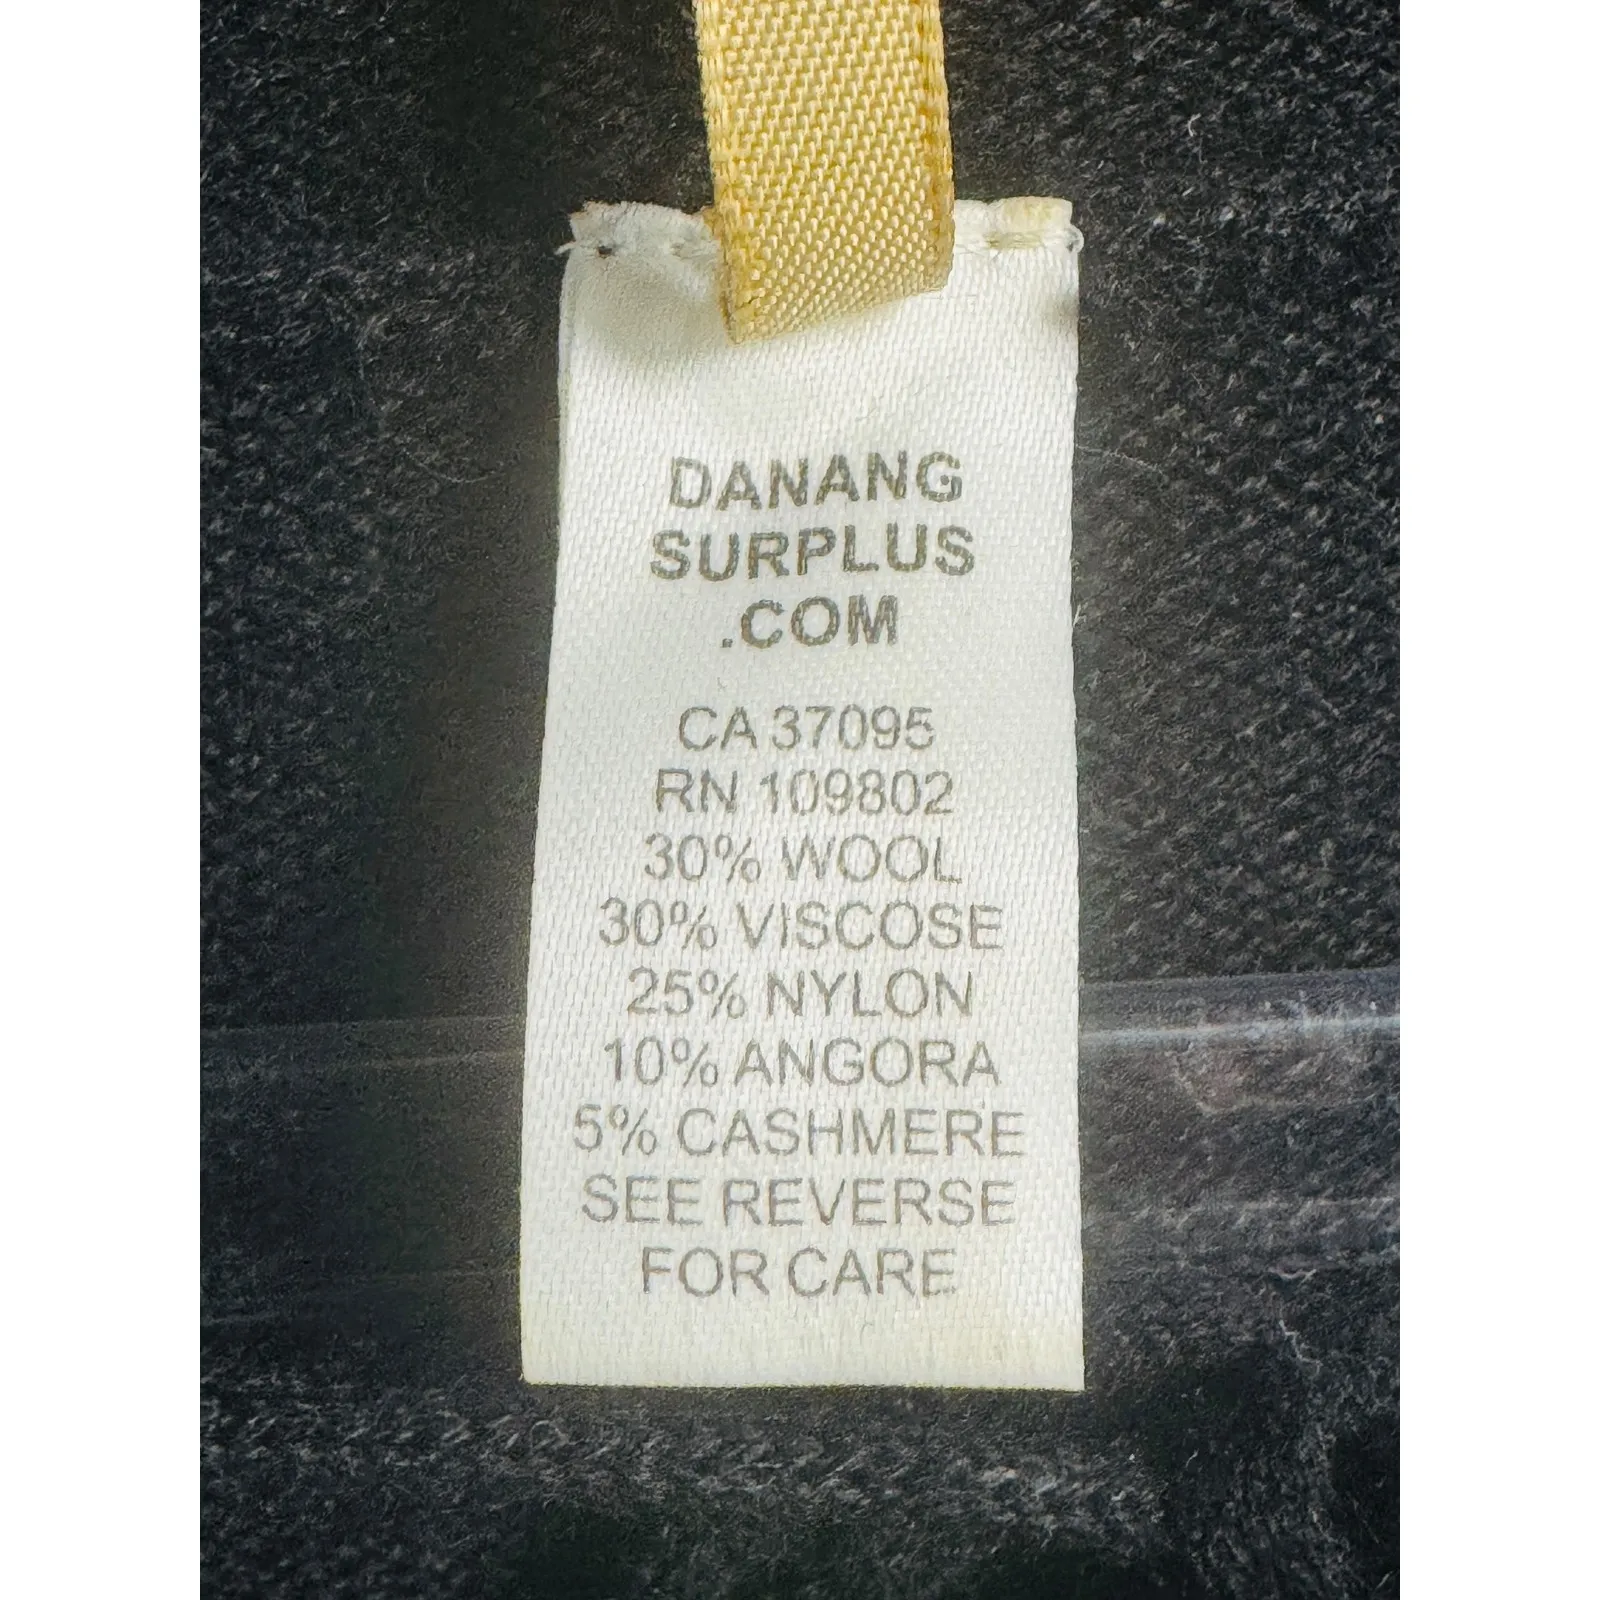 DANANG
SURPLUS
.COM
CA 37095
RN 109802
30% WOOL
30% VISCOSE
25% NYLON
10% ANGORA
5% CASHMERE
SEE REVERSE
FOR CARE